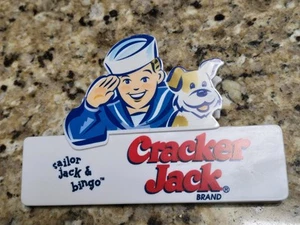 sailor
jack &
bingo™
Cracker
Jack®
BRAND